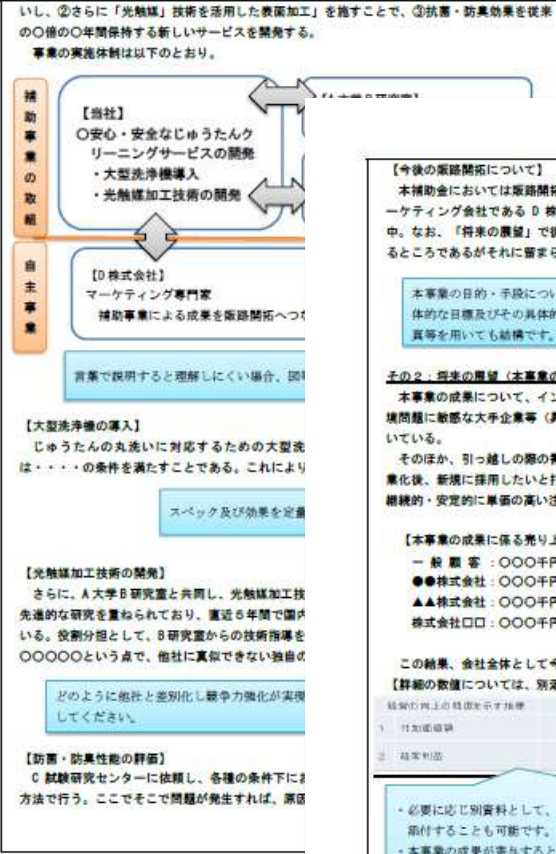 いし、②さらに「光触媒」技術を活用した表面加工」を施すことで、③抗菌・防臭効果を従来
の〇倍の〇年間保持する新しいサービスを開発する。
事業の実施体制は以下のとおり。
補助事業の取組
【当社】
〇安心・安全なじゅうたんク
リーニングサービスの開発
・大型洗浄機導入
・光触媒加工技術の開発
自主事業
【D株式会社】
マーケティング専門家
補助事業による成果を販路開拓へつな
言葉で説明すると理解しにくい場合、図
【大型洗浄機の導入】
じゅうたんの丸洗いに対応するための大型洗
は・・・・の条件を満たすことである。これにより
スペック及び効果を定量
【光触媒加工技術の開発】
さらに、A大学B研究室と共同し、光触媒加工技
先進的な研究を重ねられており、直近5年間で国内
いる。役割分担として、B研究室からの技術指導を
〇〇〇〇〇という点で、他社に真似できない独自の
どのように他社と差別化し競争力強化が実現
してください。
【防菌・防臭性能の評価】
C試験研究センターに依頼し、各種の条件下にお
方法で行う。ここでそこで問題が発生すれば、原因
【今後の販路開拓について】
本補助金においては販路開拓
ーケティング会社であるD株
中。なお、「将来の展望」で後
るところであるがそれに留まら
本事業の目的・手段につい
体的な目標及びその具体的
真等を用いても結構です。
その2：将来の展望（本事業の
本事業の成果について、イン
境問題に敏感な大手企業等（具
いている。
そのほか、引っ越しの際の
業化後、新規に採用したいと打
継続的・安定的に単価の高い注
【本事業の成果に係る売り上
一般顧客：〇〇〇千円
●●株式会社：〇〇〇千円
▲▲株式会社：〇〇〇千円
株式会社□□：〇〇〇千円
この結果、会社全体として今
【詳細の数値については、別添
経営の向上の程度を示す指標
1 付加価値額
2 経常利益
・必要に応じ別資料として、
添付することも可能です。
・本事業の成果が寄与すると